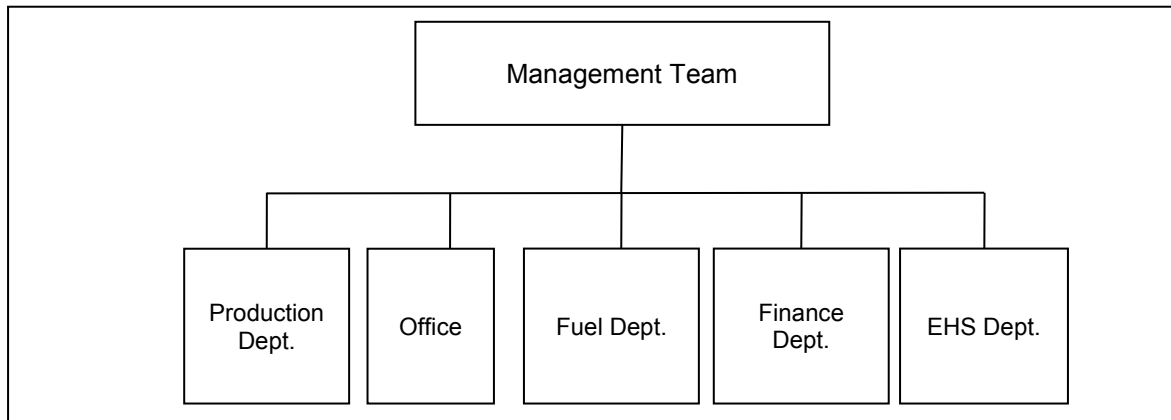 Management Team
Production
Dept.
Office
Fuel Dept.
Finance
Dept.
EHS Dept.